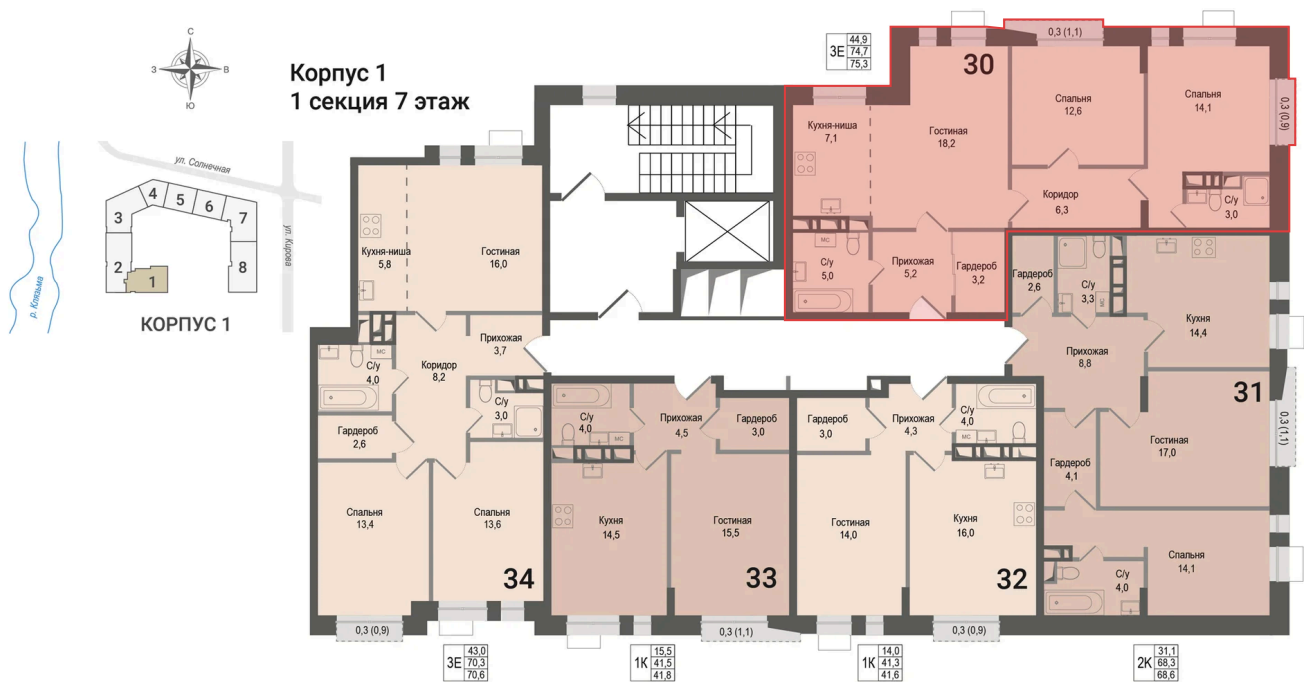 С
З
В
Ю
Корпус 1
1 секция 7 этаж
ул. Солнечная
ул. Кирова
р. Клязьма
3
4
5
6
7
2
1
8
КОРПУС 1
3Е
44,9
74,7
75,3
0,3 (1,1)
30
Кухня-ниша
7,1
Гостиная
18,2
Спальня
12,6
Спальня
14,1
0,3 (0,9)
Коридор
6,3
С/у
3,0
МС
С/у
5,0
Прихожая
5,2
Гардероб
3,2
Кухня-ниша
5,8
Гостиная
16,0
Прихожая
3,7
МС
С/у
4,0
Коридор
8,2
С/у
3,0
Гардероб
2,6
Спальня
13,4
Спальня
13,6
34
0,3 (0,9)
3Е
43,0
70,3
70,6
С/у
4,0
МС
Прихожая
4,5
Гардероб
3,0
Кухня
14,5
Гостиная
15,5
33
0,3 (1,1)
1К
15,5
41,5
41,8
Гардероб
3,0
Прихожая
4,3
С/у
4,0
МС
Гостиная
14,0
Кухня
16,0
32
0,3 (0,9)
1К
14,0
41,3
41,6
Гардероб
2,6
С/у
3,3
МС
Кухня
14,4
Прихожая
8,8
31
0,3 (1,1)
Гостиная
17,0
Гардероб
4,1
Спальня
14,1
С/у
4,0
2К
31,1
68,3
68,6